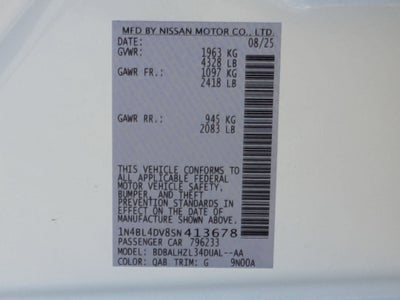 MFD BY NISSAN MOTOR CO., LTD.
DATE: 08/25
GVWR: 1963 KG
4328 LB
GAWR FR.: 1097 KG
2418 LB
GAWR RR.: 945 KG
2083 LB
THIS VEHICLE CONFORMS TO
ALL APPLICABLE FEDERAL
MOTOR VEHICLE SAFETY,
BUMPER, AND THEFT
PREVENTION STANDARDS IN
EFFECT ON THE DATE OF
MANUFACTURE SHOWN ABOVE.
1N4BL4DV8SN413678
PASSENGER CAR 796233
MODEL: BDBALHZL34DUAL--AA
COLOR: QAB TRIM: G 9N00A